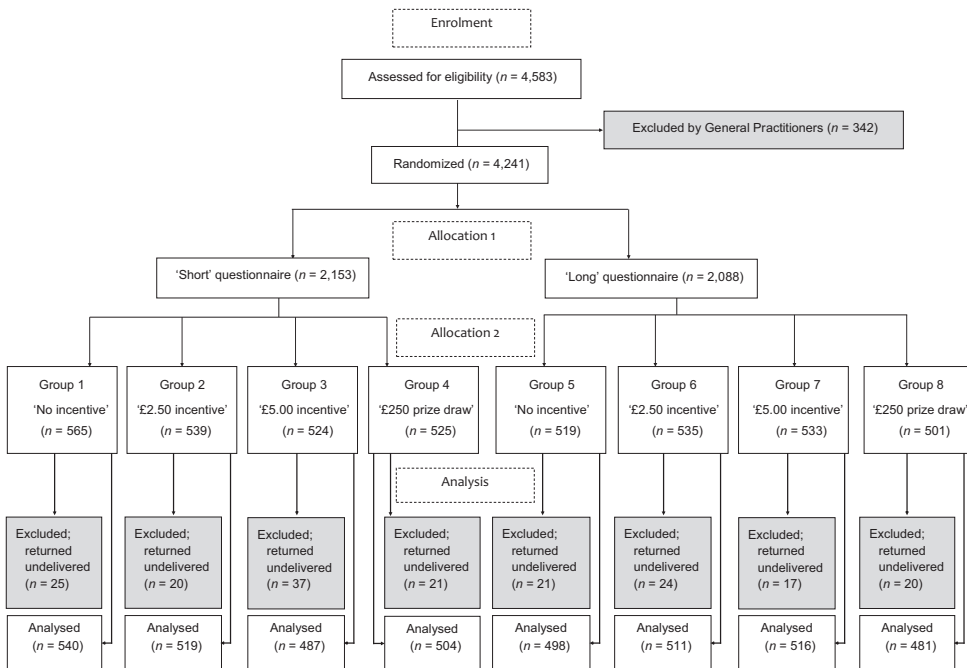 Enrolment
Assessed for eligibility (n = 4,583)
Excluded by General Practitioners (n = 342)
Randomized (n = 4,241)
Allocation 1
‘Short’ questionnaire (n = 2,153)
‘Long’ questionnaire (n = 2,088)
Allocation 2
Group 1
‘No incentive’
(n = 565)
Group 2
‘£2.50 incentive’
(n = 539)
Group 3
‘£5.00 incentive’
(n = 524)
Group 4
‘£250 prize draw’
(n = 525)
Group 5
‘No incentive’
(n = 519)
Group 6
‘£2.50 incentive’
(n = 535)
Group 7
‘£5.00 incentive’
(n = 533)
Group 8
‘£250 prize draw’
(n = 501)
Analysis
Excluded;
returned
undelivered
(n = 25)
Excluded;
returned
undelivered
(n = 20)
Excluded;
returned
undelivered
(n = 37)
Excluded;
returned
undelivered
(n = 21)
Excluded;
returned
undelivered
(n = 21)
Excluded;
returned
undelivered
(n = 24)
Excluded;
returned
undelivered
(n = 17)
Excluded;
returned
undelivered
(n = 20)
Analysed
(n = 540)
Analysed
(n = 519)
Analysed
(n = 487)
Analysed
(n = 504)
Analysed
(n = 498)
Analysed
(n = 511)
Analysed
(n = 516)
Analysed
(n = 481)